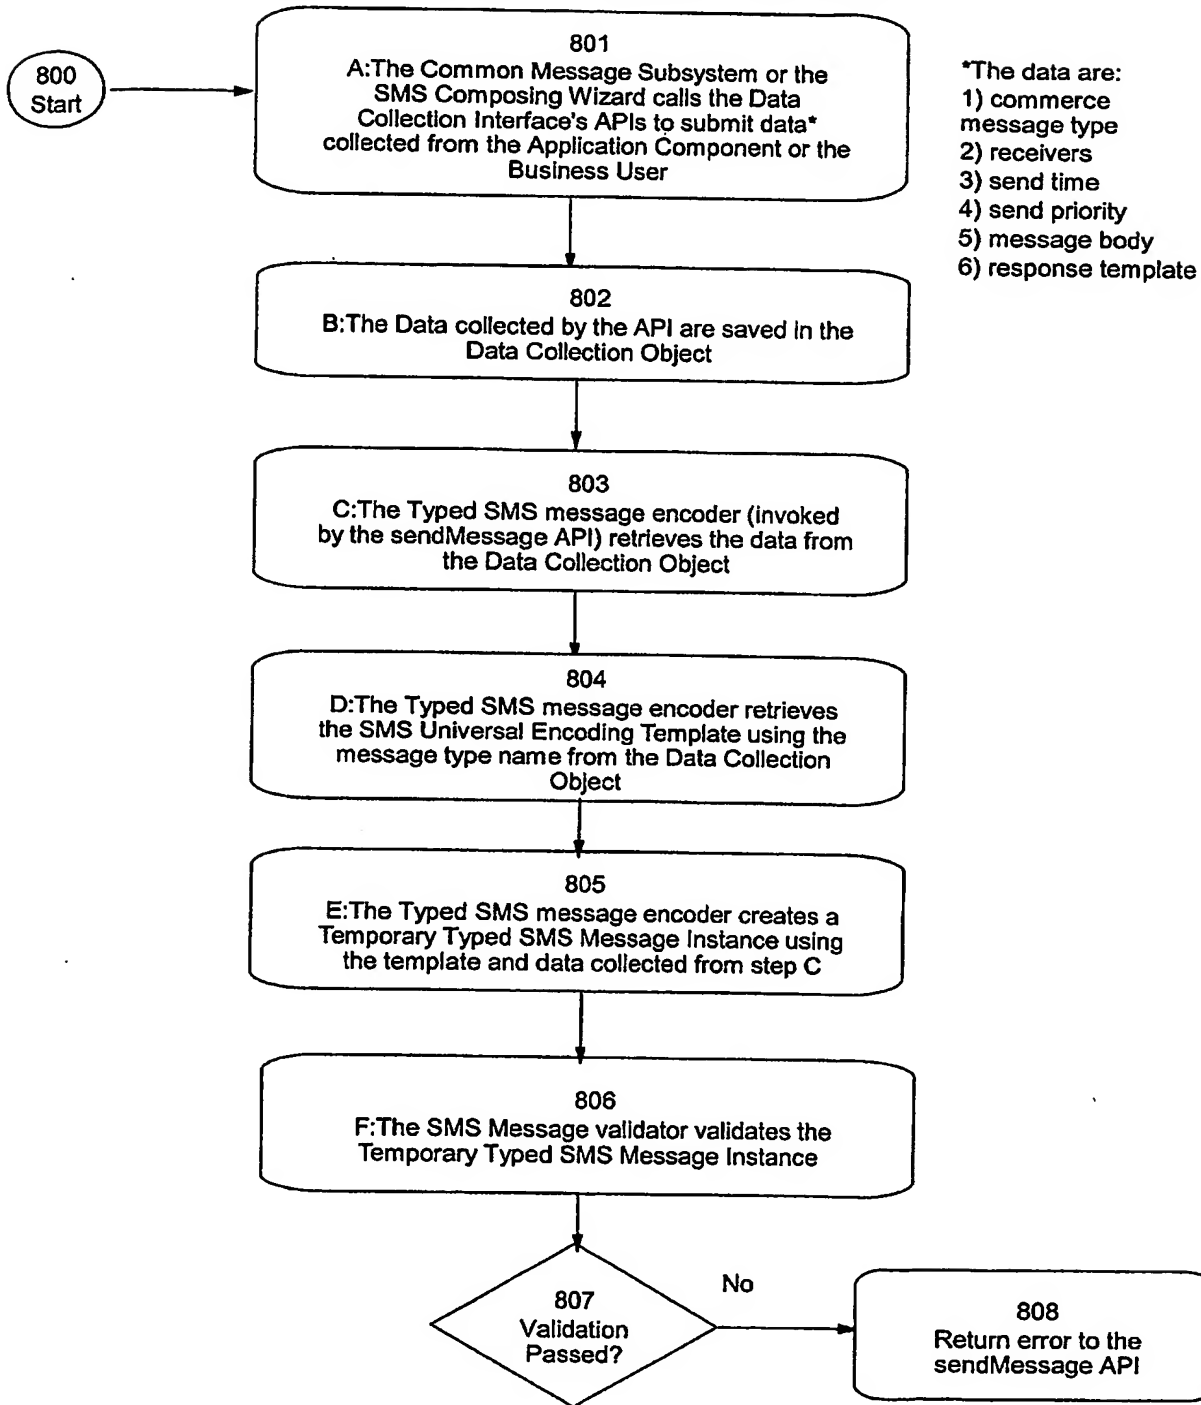 800
Start
801
A:The Common Message Subsystem or the
SMS Composing Wizard calls the Data
Collection Interface's APIs to submit data*
collected from the Application Component or the
Business User
*The data are:
1) commerce
message type
2) receivers
3) send time
4) send priority
5) message body
6) response template
802
B:The Data collected by the API are saved in the
Data Collection Object
803
C:The Typed SMS message encoder (invoked
by the sendMessage API) retrieves the data from
the Data Collection Object
804
D:The Typed SMS message encoder retrieves
the SMS Universal Encoding Template using the
message type name from the Data Collection
Object
805
E:The Typed SMS message encoder creates a
Temporary Typed SMS Message Instance using
the template and data collected from step C
806
F:The SMS Message validator validates the
Temporary Typed SMS Message Instance
807
Validation
Passed?
No
808
Return error to the
sendMessage API